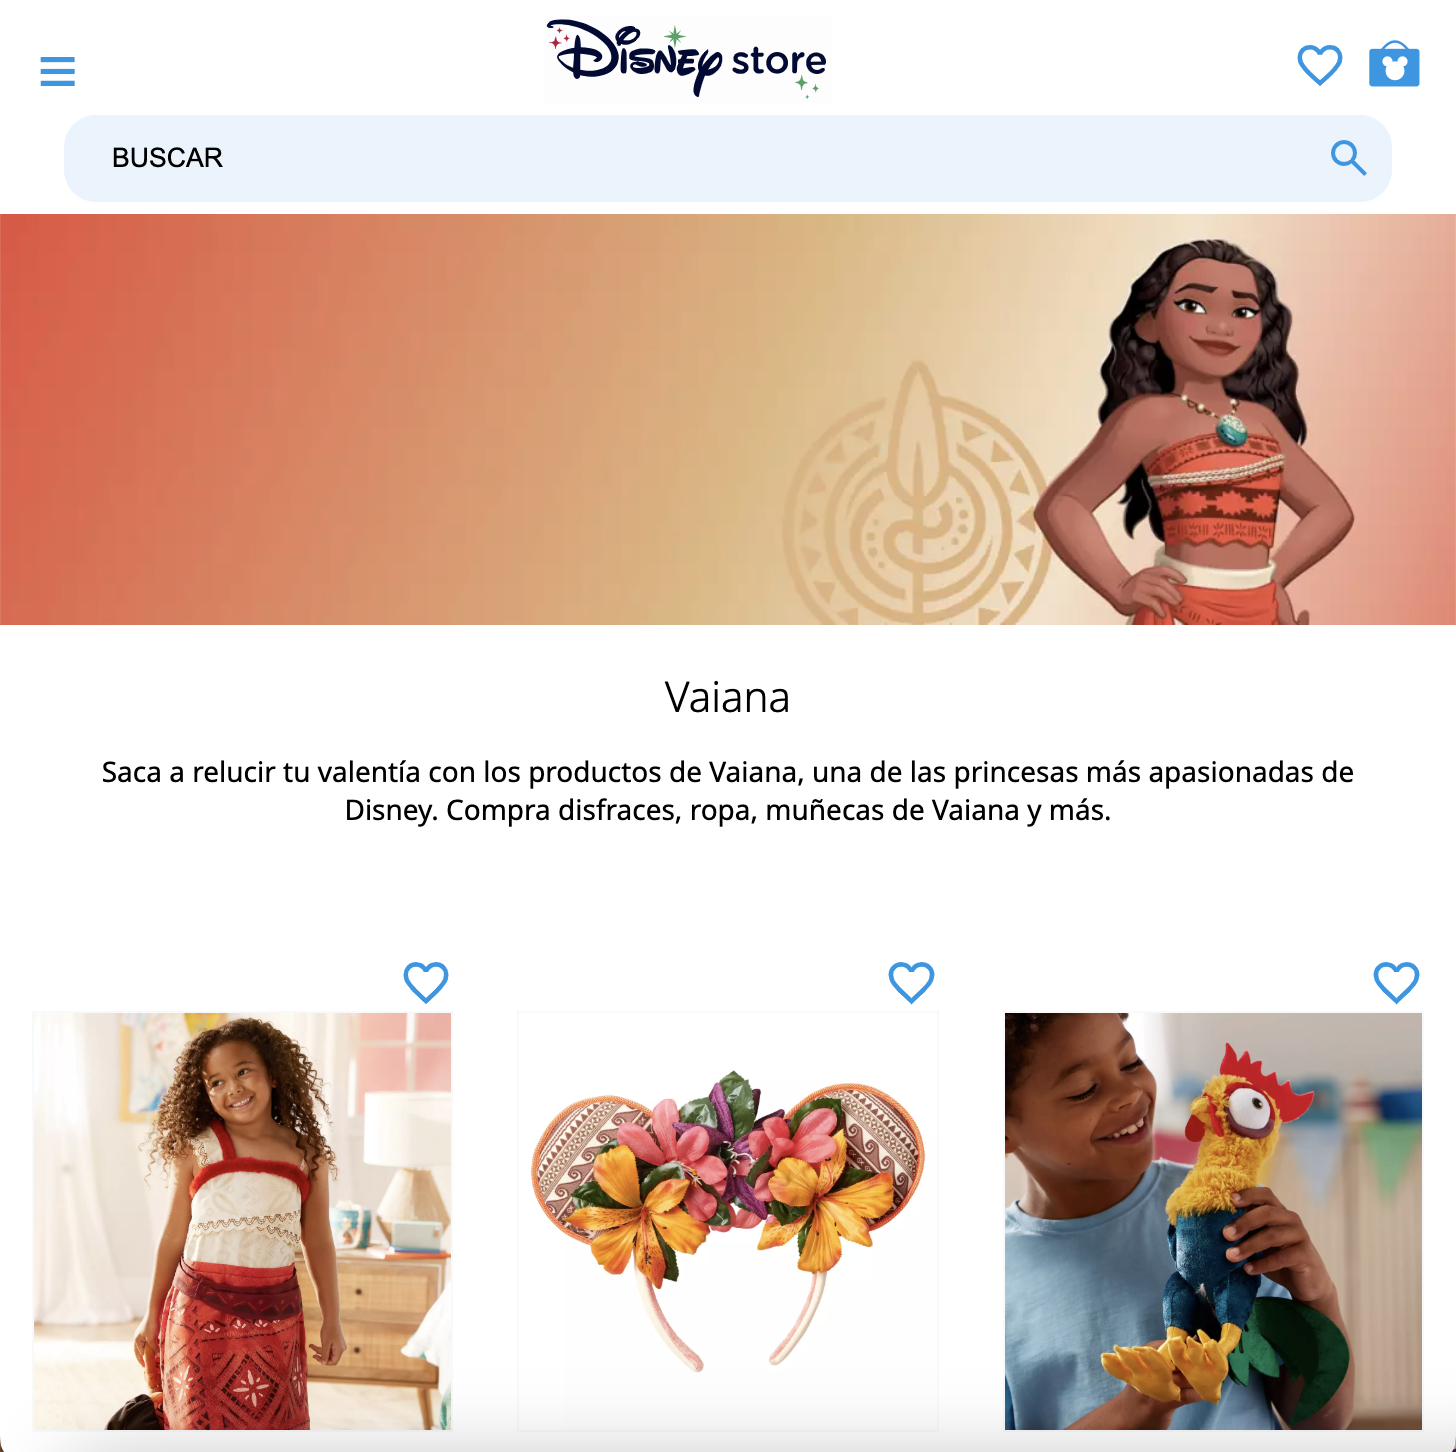 Disney store
BUSCAR
Vaiana
Saca a relucir tu valentía con los productos de Vaiana, una de las princesas más apasionadas de
Disney. Compra disfraces, ropa, muñecas de Vaiana y más.